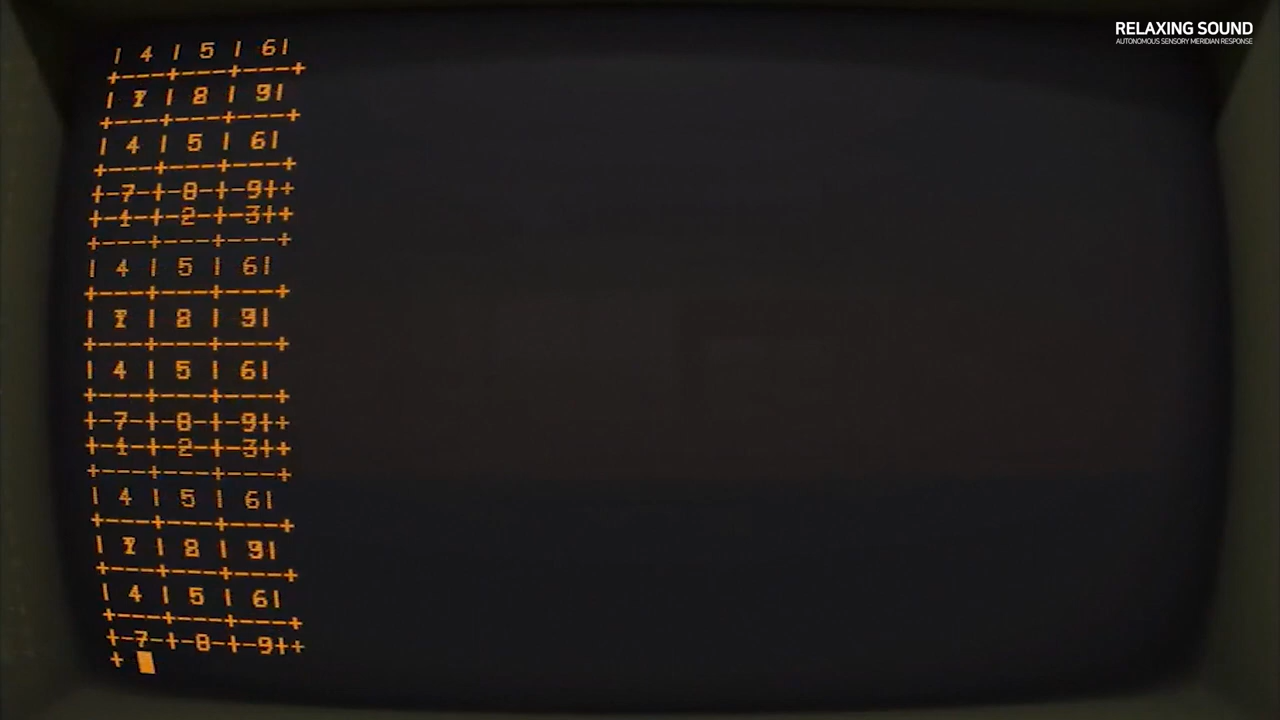 RELAXING SOUND
AUTONOMOUS SENSORY MERIDIAN RESPONSE
| 4 | 5 | 6|
+---+---+---+
| 7 | 8 | 9|
+---+---+---+
| 4 | 5 | 6|
+---+---+---+
+-7-+-8-+-9++
+-1-+-2-+-3++
+---+---+---+
| 4 | 5 | 6|
+---+---+---+
| 7 | 8 | 9|
+---+---+---+
| 4 | 5 | 6|
+---+---+---+
+-7-+-8-+-9++
+-1-+-2-+-3++
+---+---+---+
| 4 | 5 | 6|
+---+---+---+
| 7 | 8 | 9|
+---+---+---+
| 4 | 5 | 6|
+---+---+---+
+-7-+-8-+-9++
+